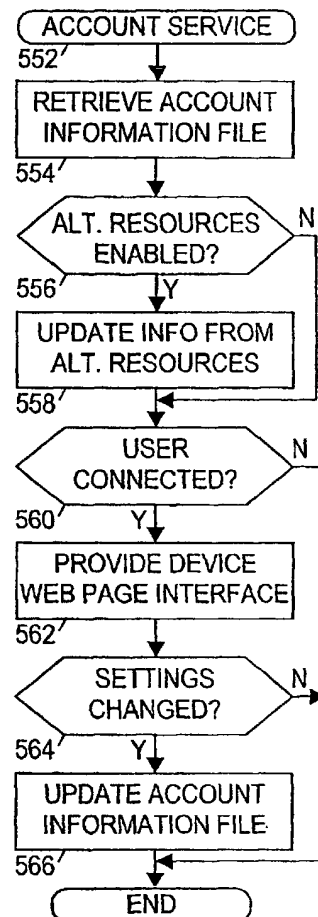 ACCOUNT SERVICE
552
RETRIEVE ACCOUNT
INFORMATION FILE
554
ALT. RESOURCES
ENABLED?
N
556
Y
UPDATE INFO FROM
ALT. RESOURCES
558
USER
CONNECTED?
N
560
Y
PROVIDE DEVICE
WEB PAGE INTERFACE
562
SETTINGS
CHANGED?
N
564
Y
UPDATE ACCOUNT
INFORMATION FILE
566
END